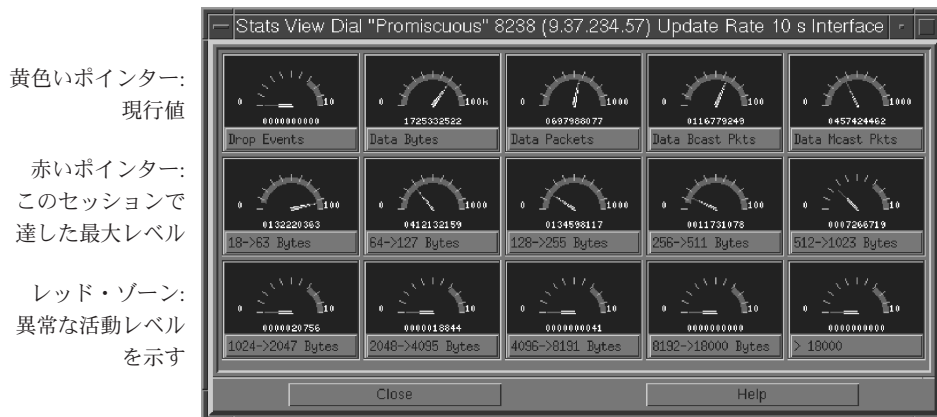 Stats View Dial "Promiscuous" 8238 (9.37.234.57) Update Rate 10 s Interface
黄色いポインター:
現行値
赤いポインター:
このセッションで
達した最大レベル
レッド・ゾーン:
異常な活動レベル
を示す
0 10
0000000000
Drop Events
0 100k
1725332522
Data Bytes
0 1000
0697988077
Data Packets
0 100
0116779249
Data Bcast Pkts
0 1000
0457424462
Data Mcast Pkts
0 100
0132220363
18->63 Bytes
0 1000
0412132159
64->127 Bytes
0 100
0134598117
128->255 Bytes
0 100
0011731078
256->511 Bytes
0 10
0007266719
512->1023 Bytes
0 10
0000020756
1024->2047 Bytes
0 10
0000018844
2048->4095 Bytes
0 10
0000000041
4096->8191 Bytes
0 10
0000000000
8192->18000 Bytes
0 10
0000000000
> 18000
Close
Help